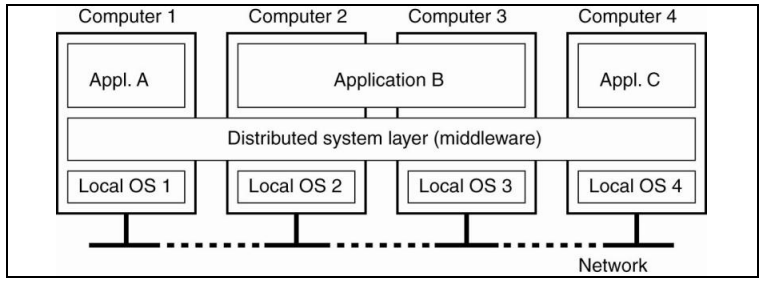 Computer 1 Computer 2 Computer 3 Computer 4
Appl. A Application B Appl. C
Distributed system layer (middleware)
Local OS 1 Local OS 2 Local OS 3 Local OS 4
Network